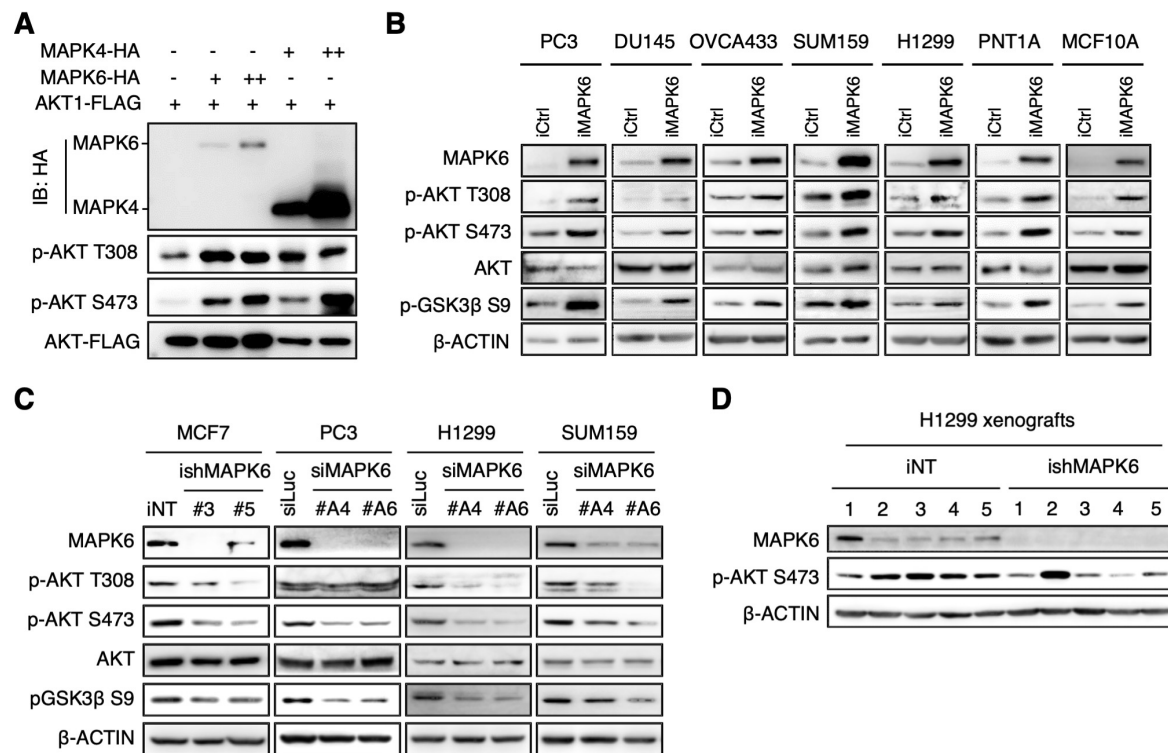 A
MAPK4-HA - - - + ++
MAPK6-HA - + ++ - -
AKT1-FLAG + + + + +
IB: HA
MAPK6
MAPK4
p-AKT T308
p-AKT S473
AKT-FLAG
B
PC3 DU145 OVCA433 SUM159 H1299 PNT1A MCF10A
iCtrl iMAPK6 iCtrl iMAPK6 iCtrl iMAPK6 iCtrl iMAPK6 iCtrl iMAPK6 iCtrl iMAPK6 iCtrl iMAPK6
MAPK6
p-AKT T308
p-AKT S473
AKT
p-GSK3β S9
β-ACTIN
C
MCF7 PC3 H1299 SUM159
ishMAPK6 siMAPK6 siMAPK6 siMAPK6
iNT #3 #5 siLuc #A4 #A6 siLuc #A4 #A6 siLuc #A4 #A6
MAPK6
p-AKT T308
p-AKT S473
AKT
pGSK3β S9
β-ACTIN
D
H1299 xenografts
iNT ishMAPK6
1 2 3 4 5 1 2 3 4 5
MAPK6
p-AKT S473
β-ACTIN